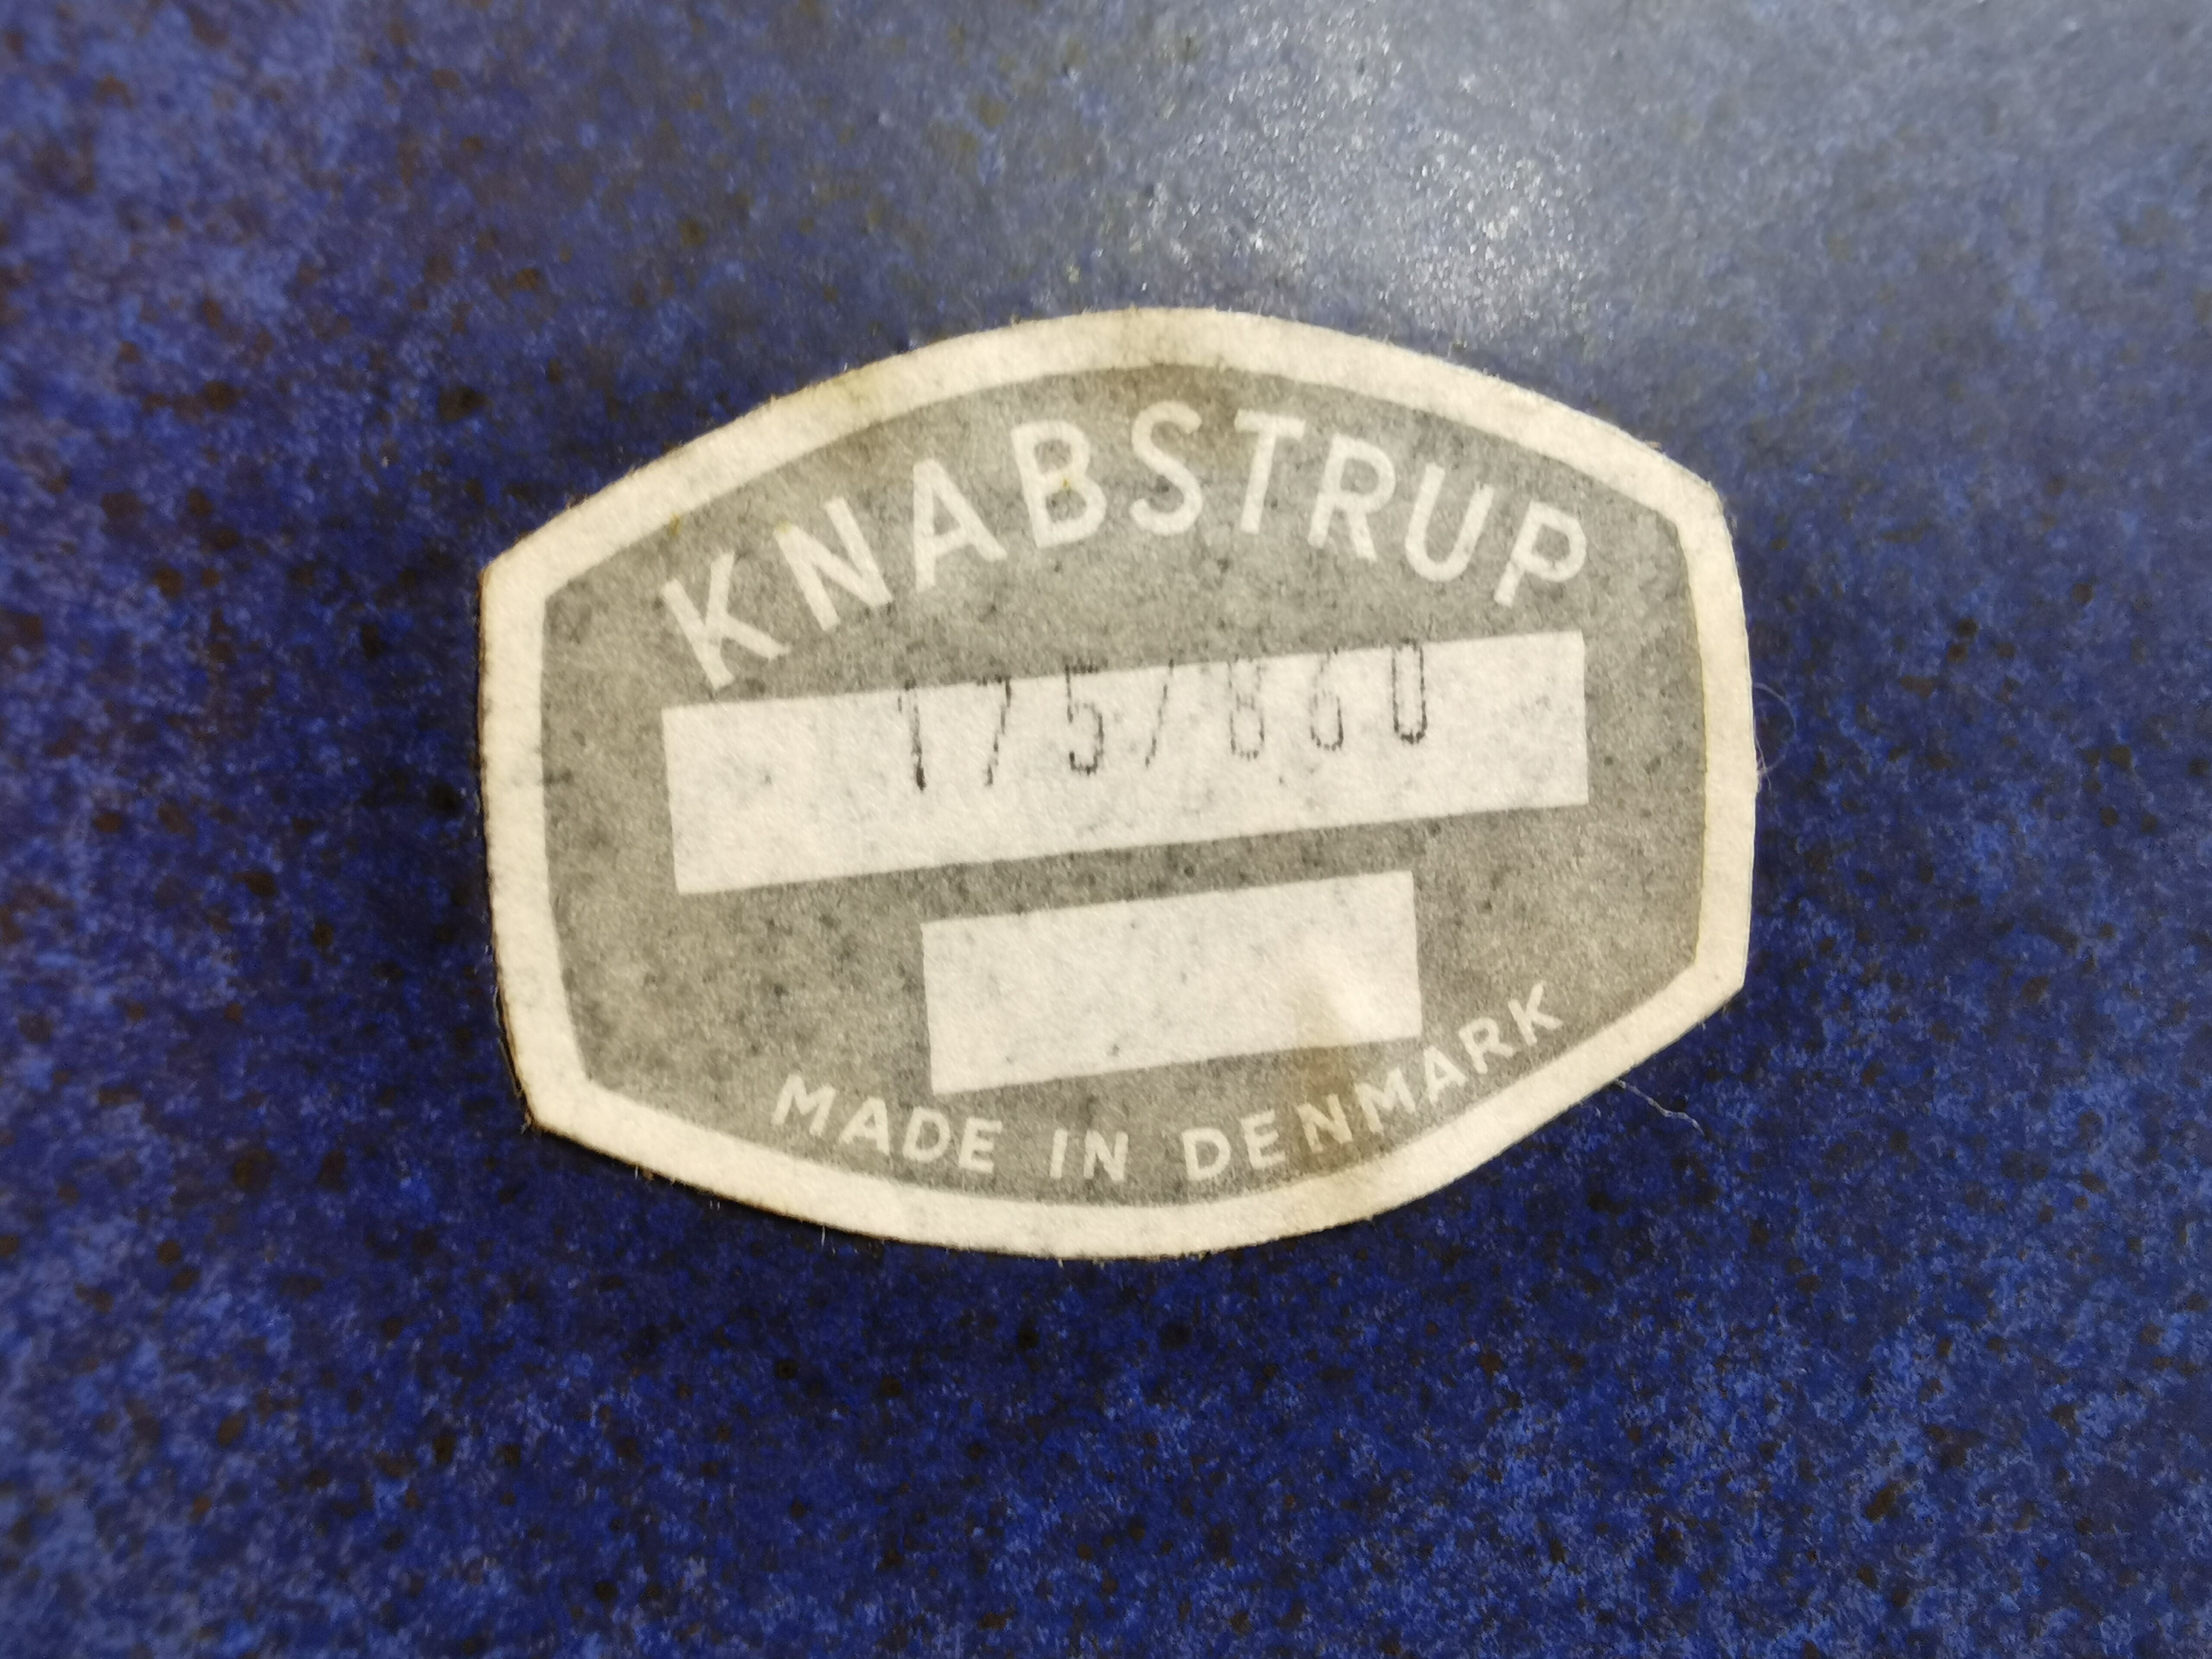 KNABSTRUP
175/860
MADE IN DENMARK